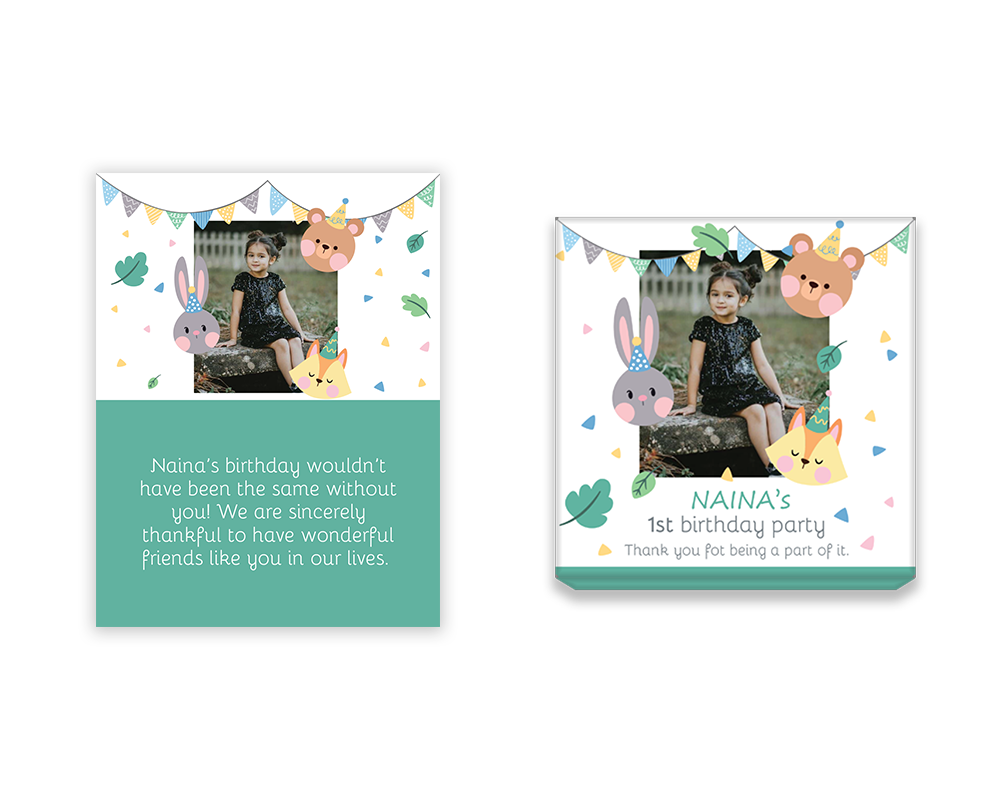 Naina's birthday wouldn't
have been the same without
you! We are sincerely
thankful to have wonderful
friends like you in our lives.
NAINA's
1st birthday party
Thank you fot being a part of it.